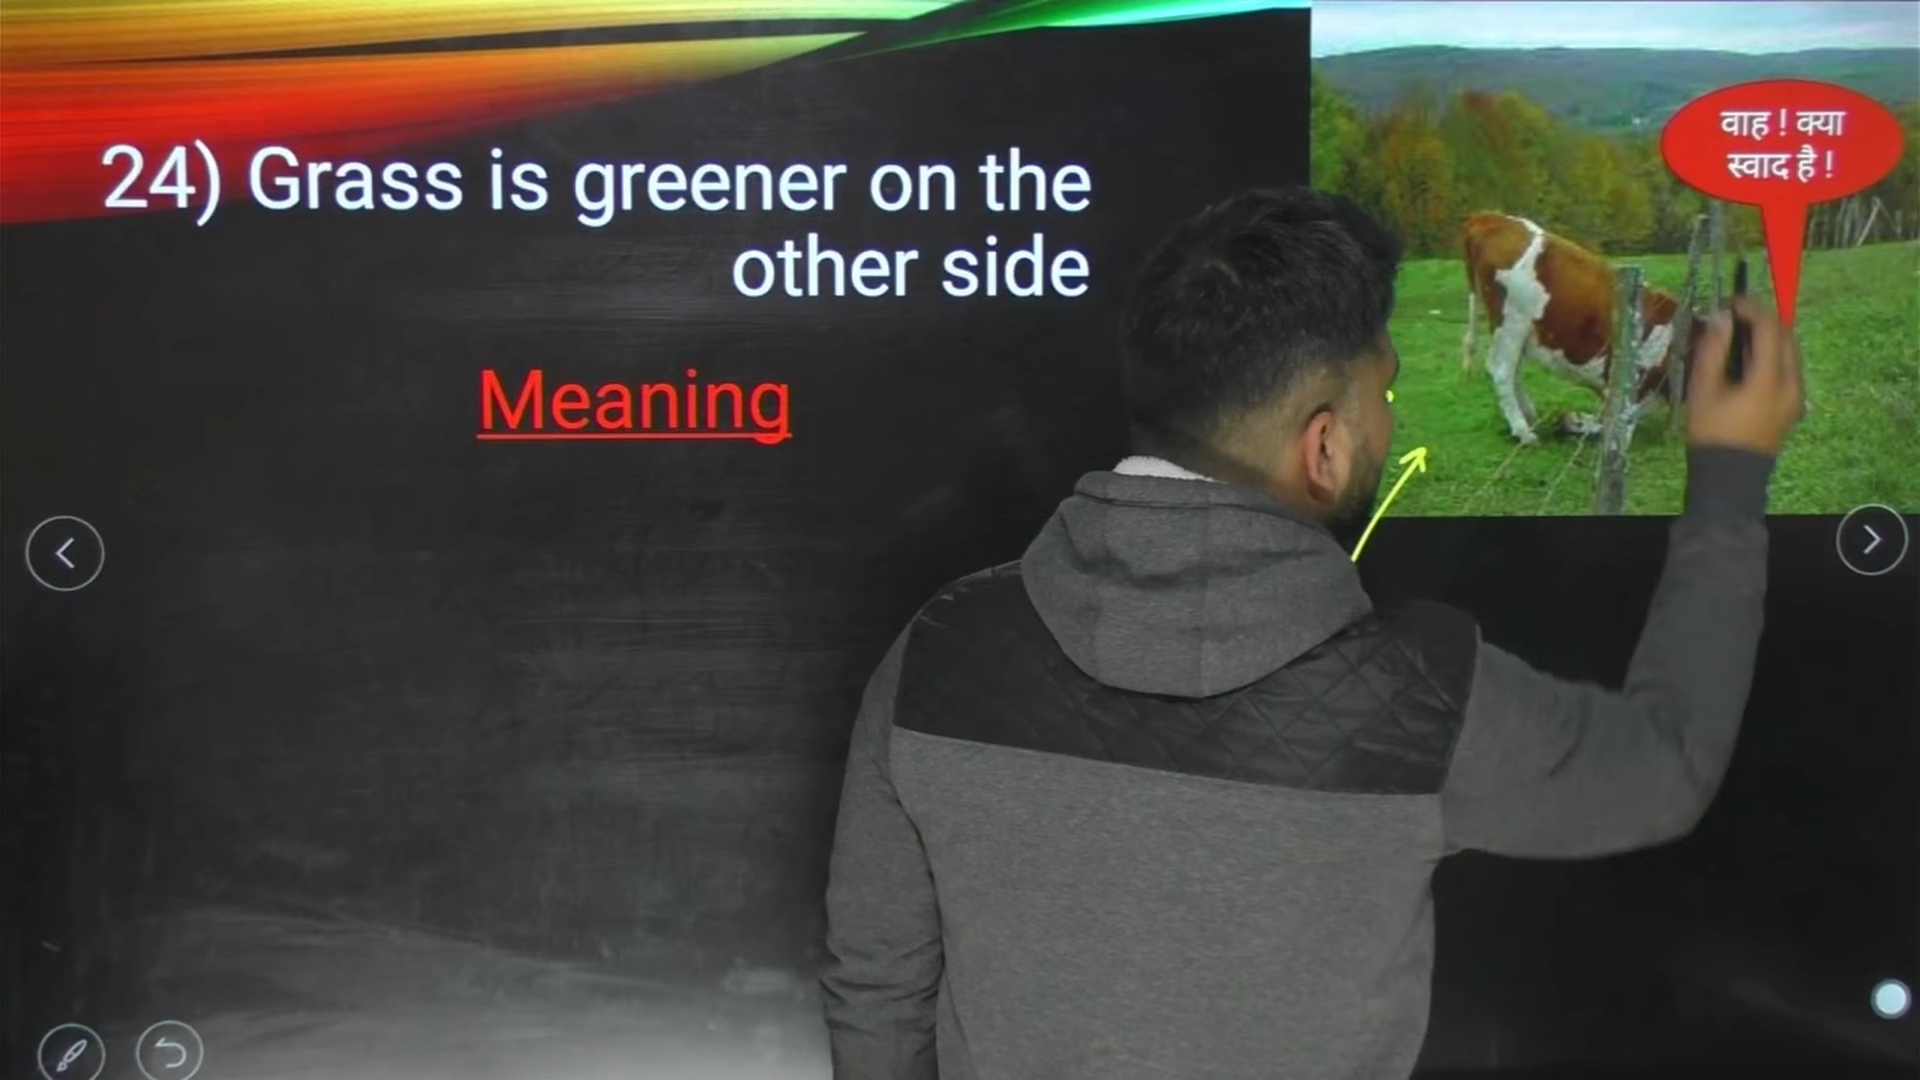 24) Grass is greener on the
other side
Meaning
वाह ! क्या
स्वाद है !